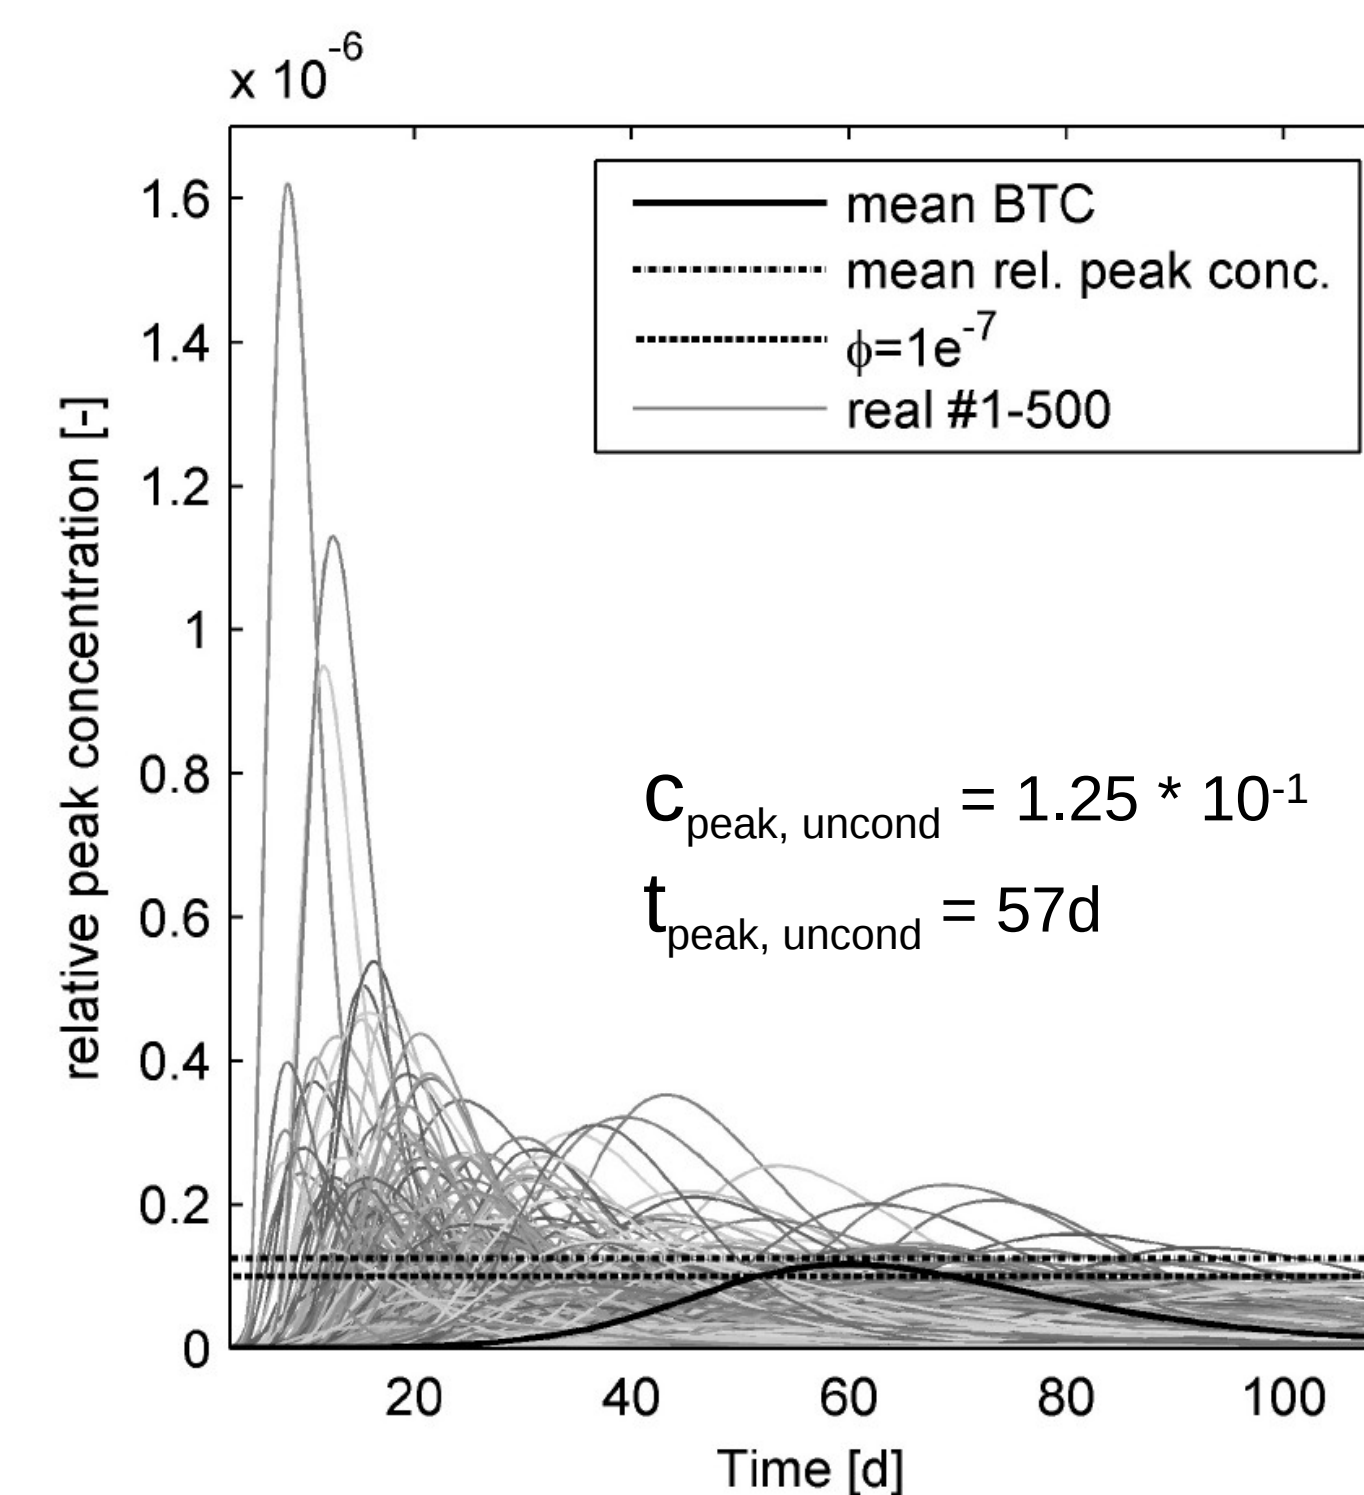 x 10-6
1.6
1.4
1.2
1
0.8
0.6
0.4
0.2
0
relative peak concentration [-]
mean BTC
mean rel. peak conc.
ϕ=1e-7
real #1-500
cpeak, uncond = 1.25 * 10-1
tpeak, uncond = 57d
20 40 60 80 100
Time [d]